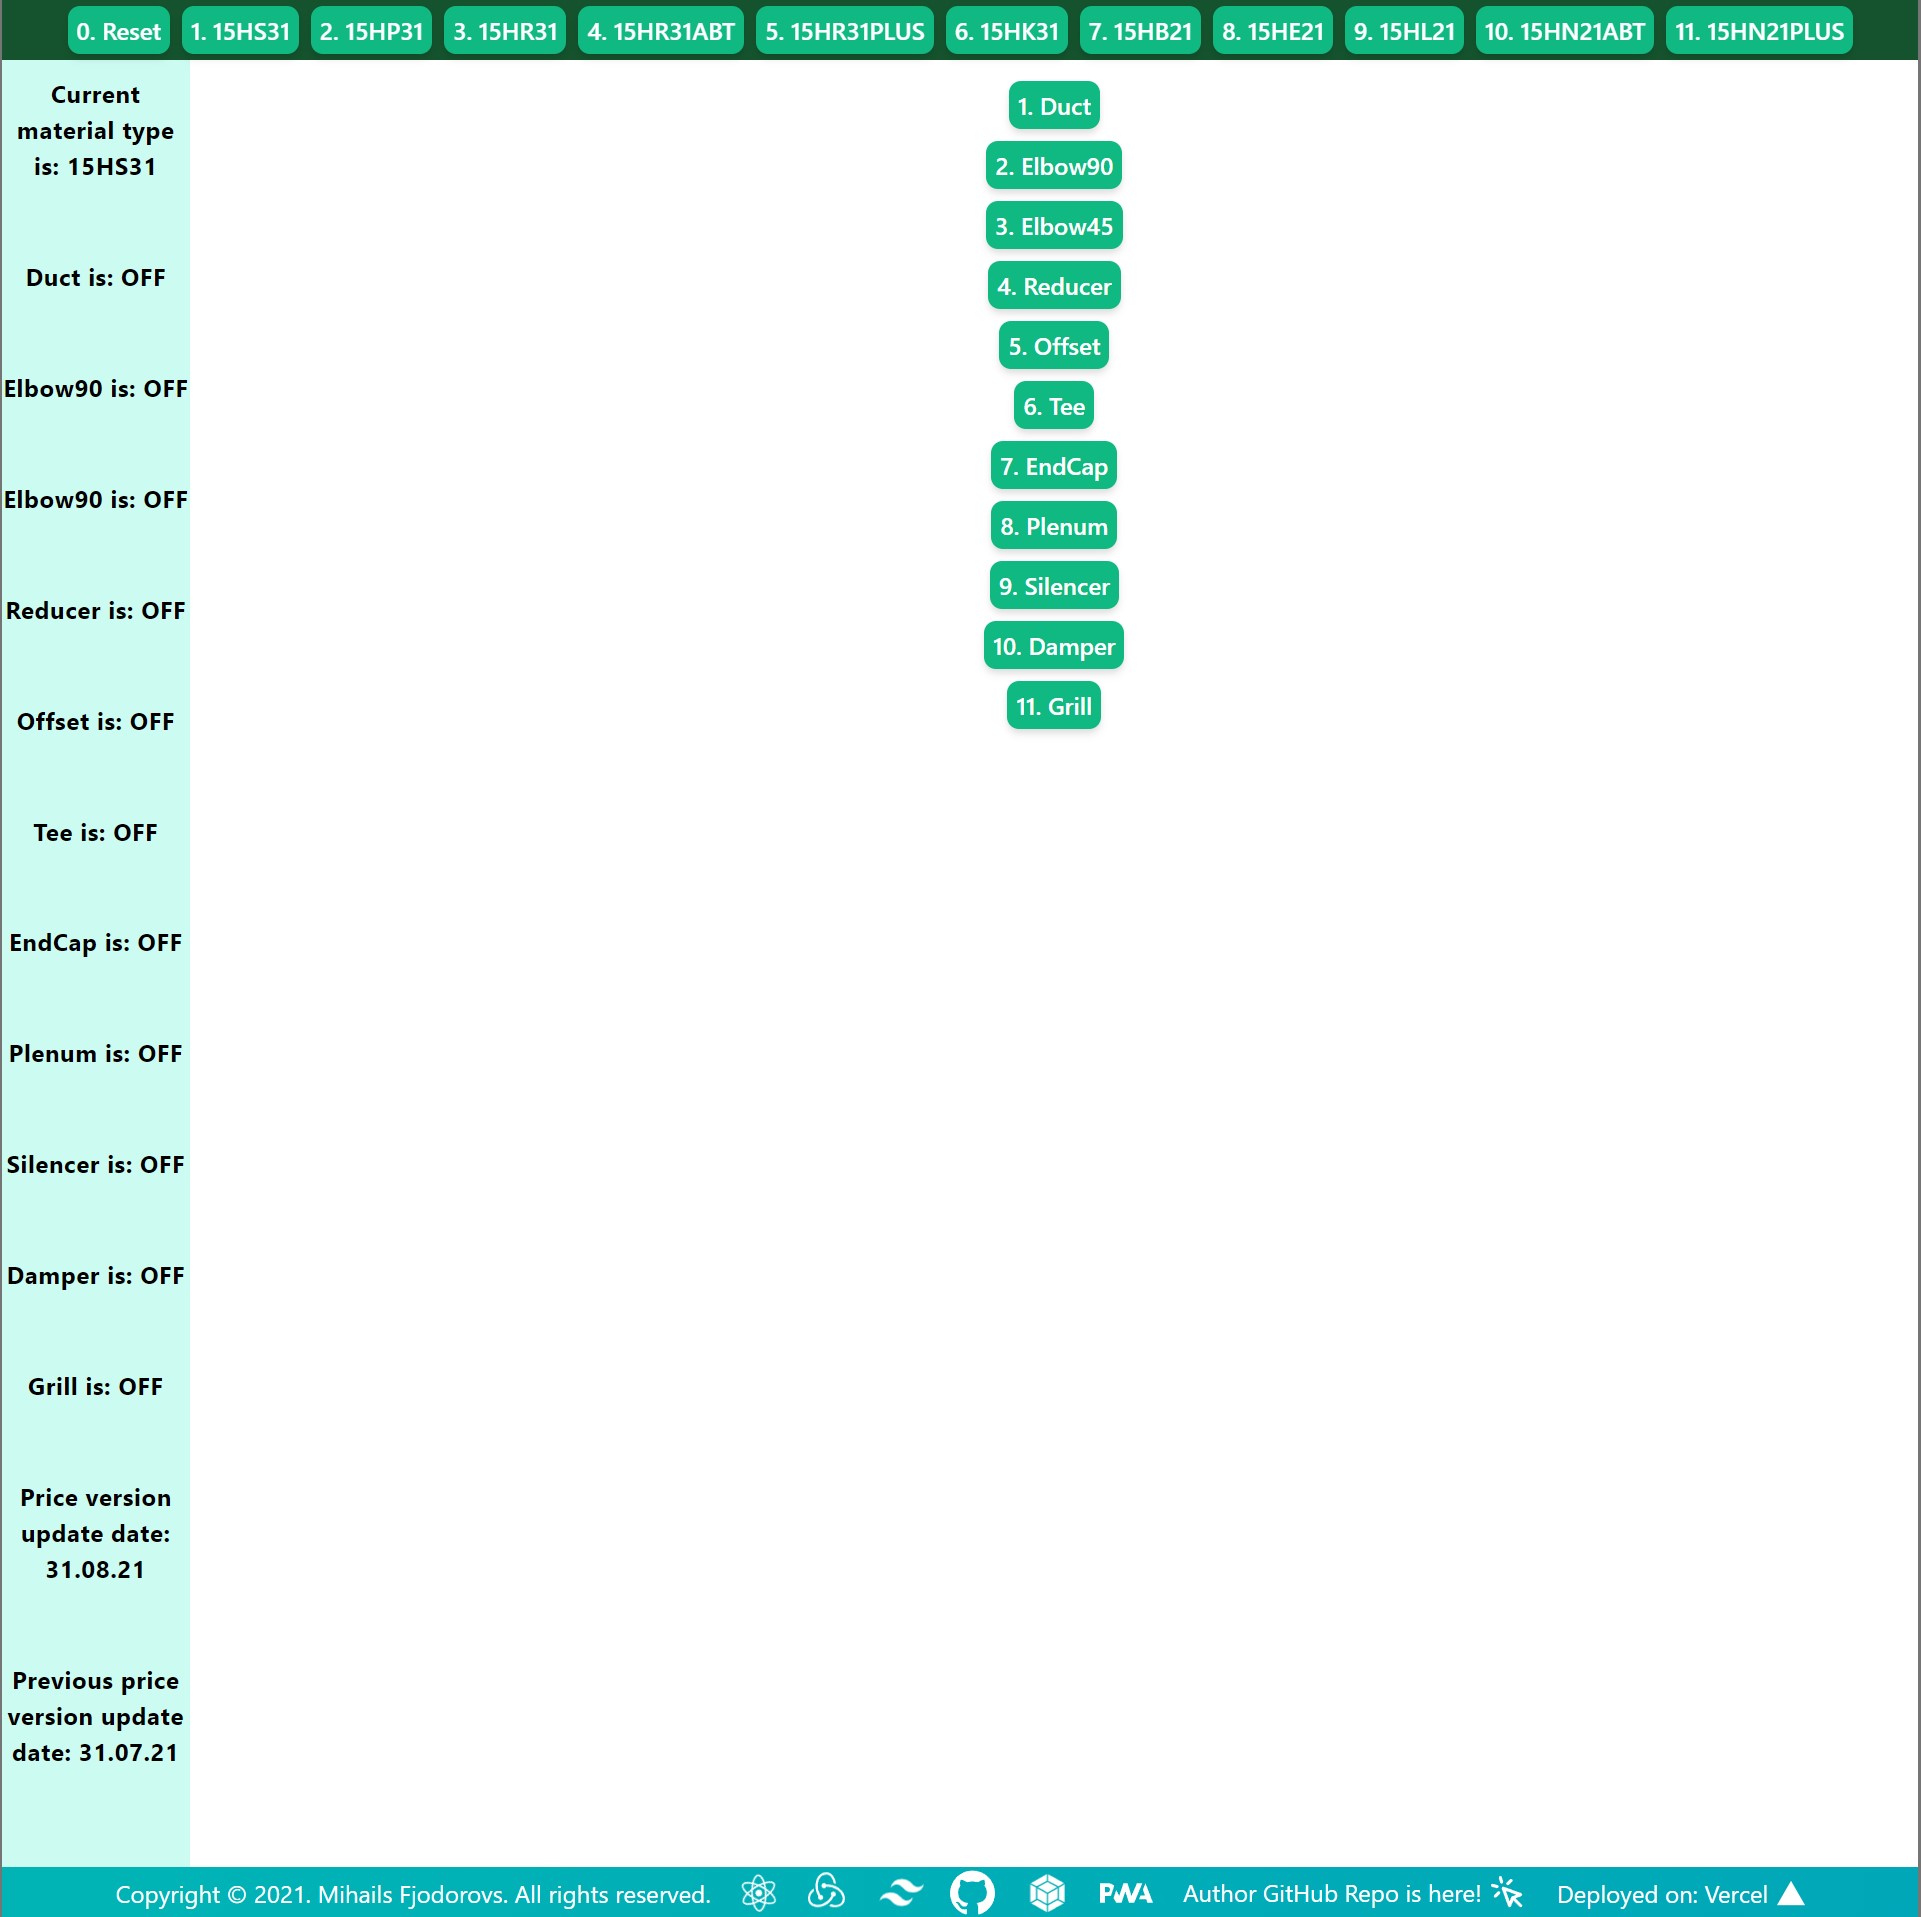 0. Reset 1. 15HS31 2. 15HP31 3. 15HR31 4. 15HR31ABT 5. 15HR31PLUS 6. 15HK31 7. 15HB21 8. 15HE21 9. 15HL21 10. 15HN21ABT 11. 15HN21PLUS
Current
material type
is: 15HS31
Duct is: OFF
Elbow90 is: OFF
Elbow90 is: OFF
Reducer is: OFF
Offset is: OFF
Tee is: OFF
EndCap is: OFF
Plenum is: OFF
Silencer is: OFF
Damper is: OFF
Grill is: OFF
Price version
update date:
31.08.21
Previous price
version update
date: 31.07.21
1. Duct
2. Elbow90
3. Elbow45
4. Reducer
5. Offset
6. Tee
7. EndCap
8. Plenum
9. Silencer
10. Damper
11. Grill
Copyright © 2021. Mihails Fjodorovs. All rights reserved. PWA Author GitHub Repo is here! Deployed on: Vercel